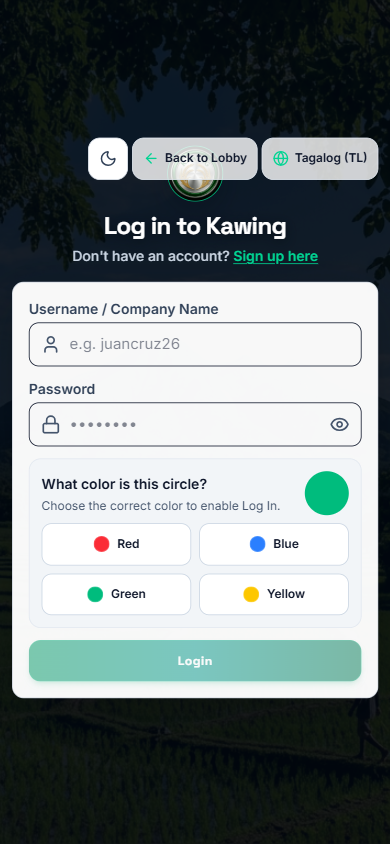 Back to Lobby
Tagalog (TL)
Log in to Kawing
Don't have an account? Sign up here
Username / Company Name
e.g. juancruz26
Password
••••••••
What color is this circle?
Choose the correct color to enable Log In.
Red
Blue
Green
Yellow
Login